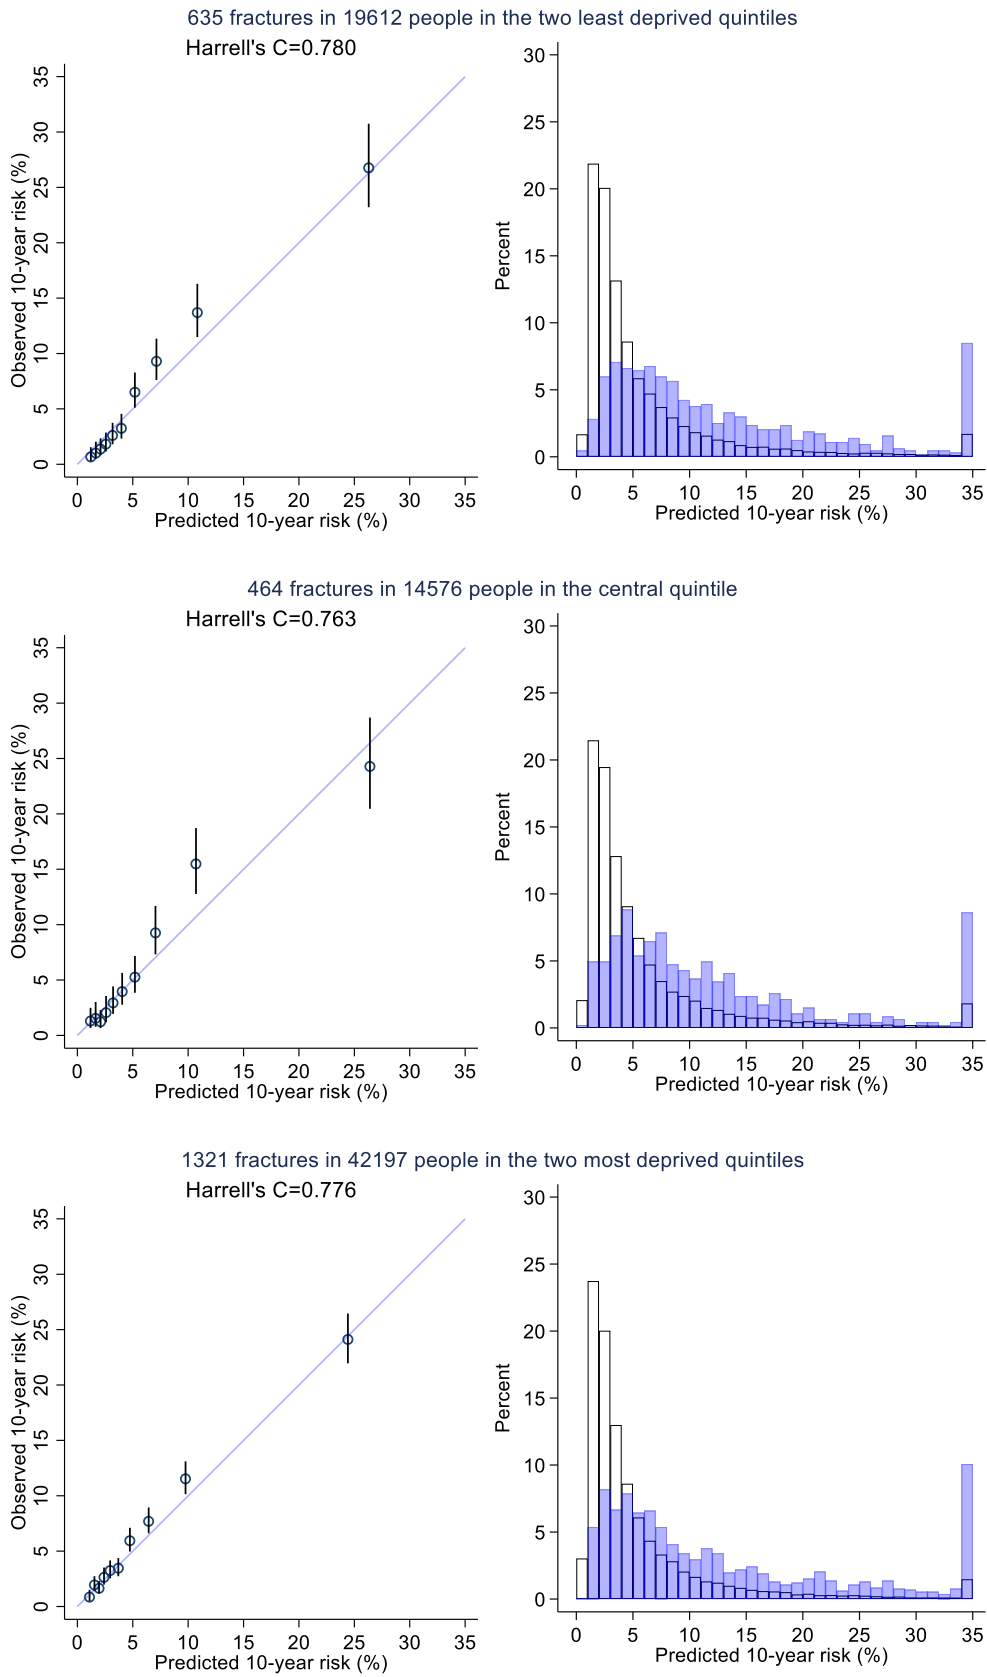 635 fractures in 19612 people in the two least deprived quintiles
Harrell's C=0.780
Observed 10-year risk (%)
35
30
25
20
15
10
5
0
0 5 10 15 20 25 30 35
Predicted 10-year risk (%)
Percent
30
25
20
15
10
5
0
0 5 10 15 20 25 30 35
Predicted 10-year risk (%)
464 fractures in 14576 people in the central quintile
Harrell's C=0.763
Observed 10-year risk (%)
35
30
25
20
15
10
5
0
0 5 10 15 20 25 30 35
Predicted 10-year risk (%)
Percent
30
25
20
15
10
5
0
0 5 10 15 20 25 30 35
Predicted 10-year risk (%)
1321 fractures in 42197 people in the two most deprived quintiles
Harrell's C=0.776
Observed 10-year risk (%)
35
30
25
20
15
10
5
0
0 5 10 15 20 25 30 35
Predicted 10-year risk (%)
Percent
30
25
20
15
10
5
0
0 5 10 15 20 25 30 35
Predicted 10-year risk (%)